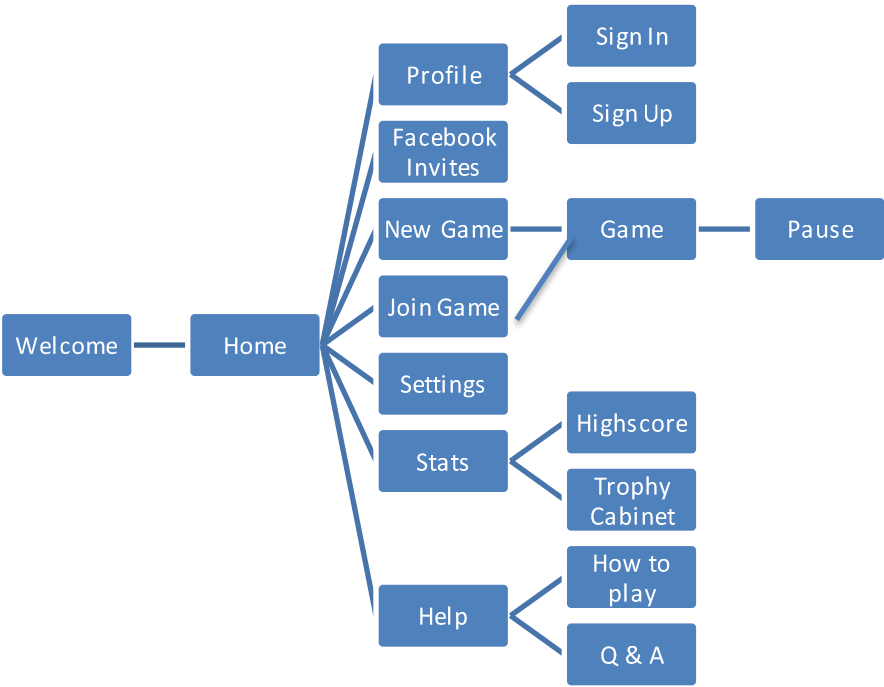 Sign In
Profile
Sign Up
Facebook
Invites
New Game
Game
Pause
Join Game
Welcome
Home
Settings
Highscore
Stats
Trophy
Cabinet
How to
play
Help
Q & A